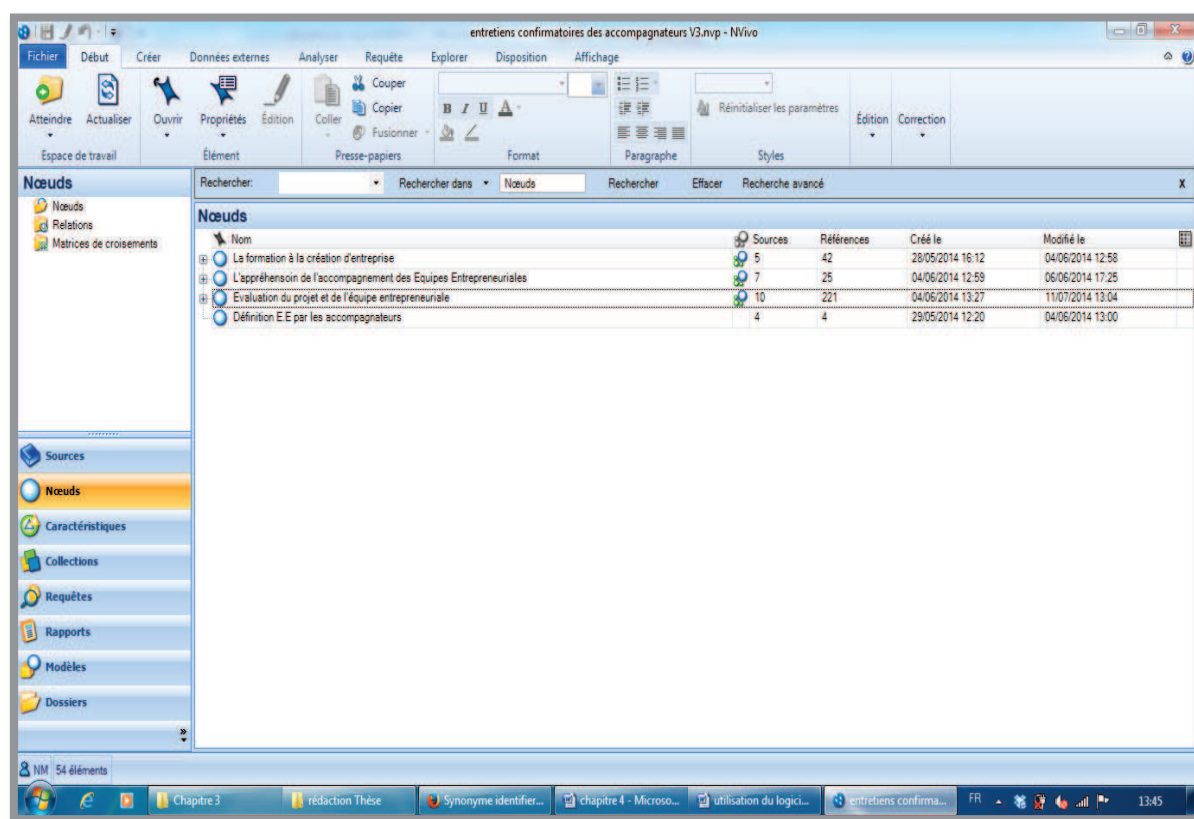 entretiens confirmatoires des accompagnateurs V3.nvp - NVivo
Fichier Début Créer Données externes Analyser Requête Explorer Disposition Affichage
Couper
Copier
Fusionner
Atteindre Actualiser Ouvrir Propriétés Édition Coller B I U A Réinitialiser les paramètres Édition Correction
Espace de travail Élément Presse-papiers Format Paragraphe Styles
Nœuds
Nœuds
Relations
Matrices de croisements
Rechercher: Rechercher dans Nœuds Rechercher Effacer Recherche avancé X
Nœuds
Nom Sources Références Créé le Modifié le
La formation à la création d'entreprise 5 42 28/05/2014 16:12 04/06/2014 12:58
L'appréhensoin de l'accompagnement des Equipes Entrepreneuriales 7 25 04/06/2014 12:59 06/06/2014 17:25
Evaluation du projet et de l'équipe entrepreneuriale 10 221 04/06/2014 13:27 11/07/2014 13:04
Définition E.E par les accompagnateurs 4 4 29/05/2014 12:20 04/06/2014 13:00
Sources
Nœuds
Caractéristiques
Collections
Requêtes
Rapports
Modèles
Dossiers
NM 54 éléments
Chapitre 3 rédaction Thèse Synonyme identifier... chapitre 4 - Microso... utilisation du logici... entretiens confirma... FR 13:45